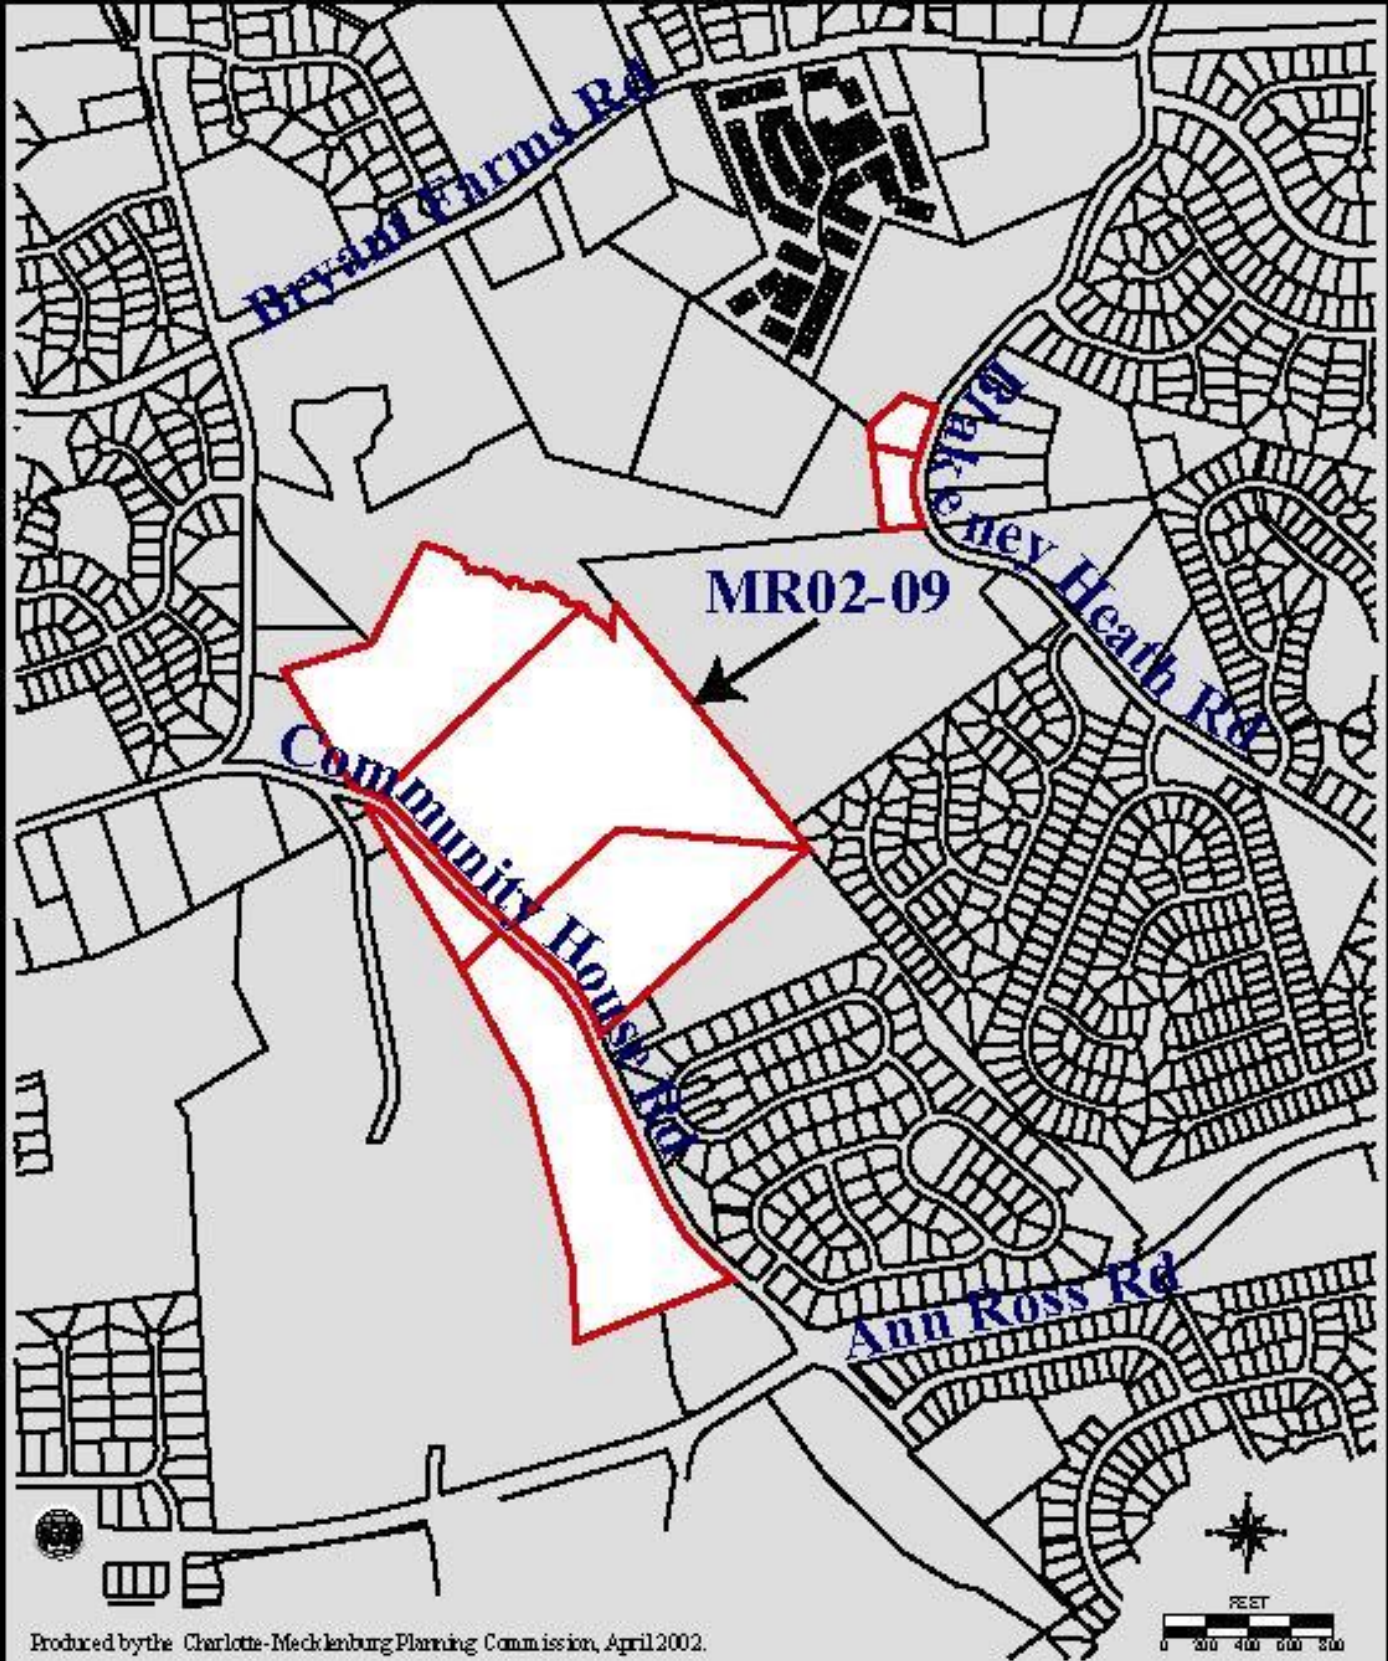 Bryant Farms Rd
Blakeney Heath Rd
MR02-09
Community House Rd
Ann Ross Rd
FEET
0 200 400 600 800
Produced by the Charlotte-Mecklenburg Planning Commission, April 2002.